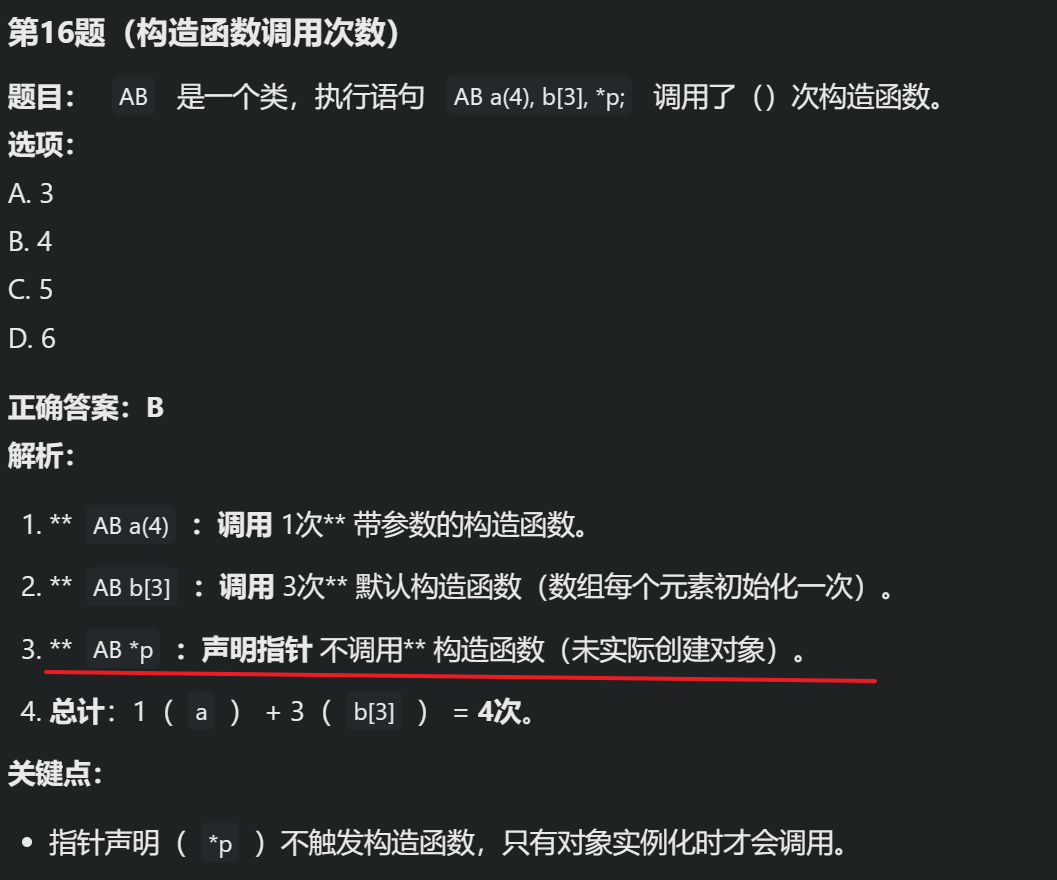 第16题（构造函数调用次数）
题目： AB 是一个类，执行语句 AB a(4), b[3], *p; 调用了（）次构造函数。
选项：
A. 3
B. 4
C. 5
D. 6
正确答案：B
解析：
1. ** AB a(4) ：调用 1次** 带参数的构造函数。
2. ** AB b[3] ：调用 3次** 默认构造函数（数组每个元素初始化一次）。
3. ** AB *p ：声明指针 不调用** 构造函数（未实际创建对象）。
4. 总计：1（ a ） + 3（ b[3] ） = 4次。
关键点：
• 指针声明（ *p ）不触发构造函数，只有对象实例化时才会调用。